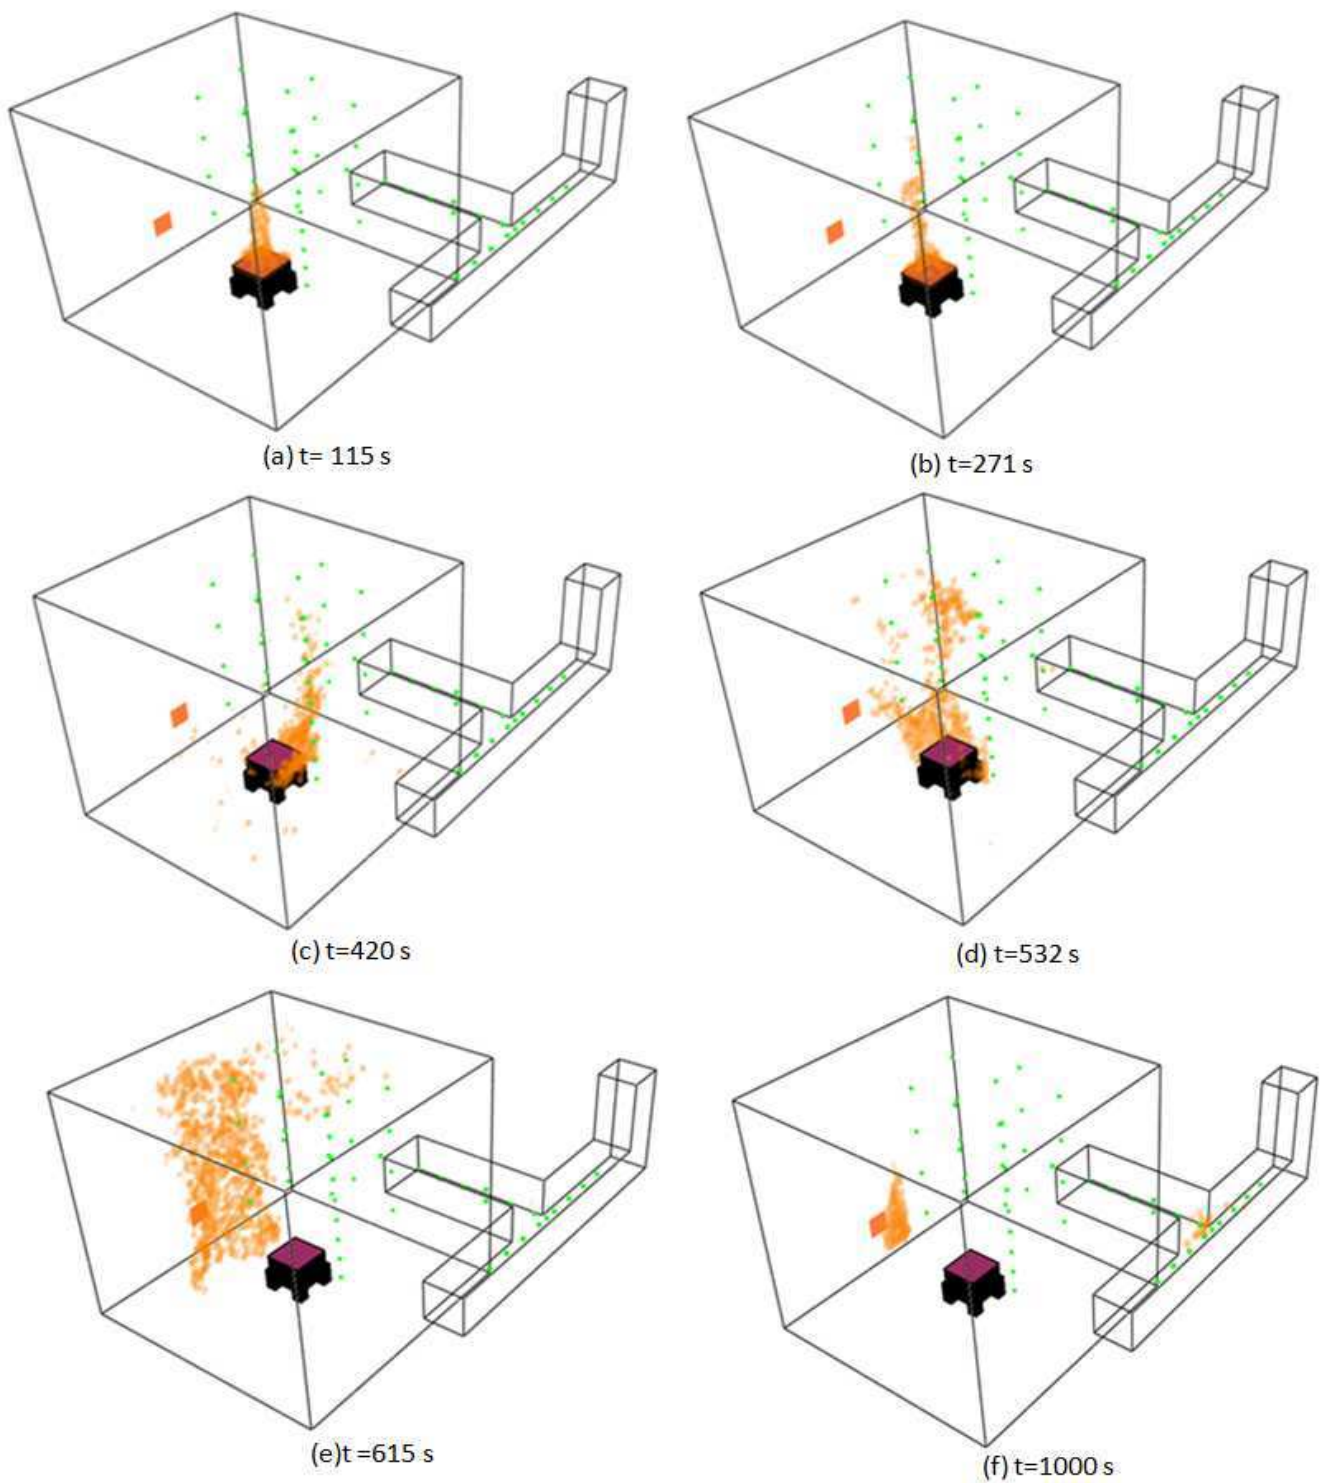 (a) t= 115 s
(b) t=271 s
(c) t=420 s
(d) t=532 s
(e)t =615 s
(f) t=1000 s